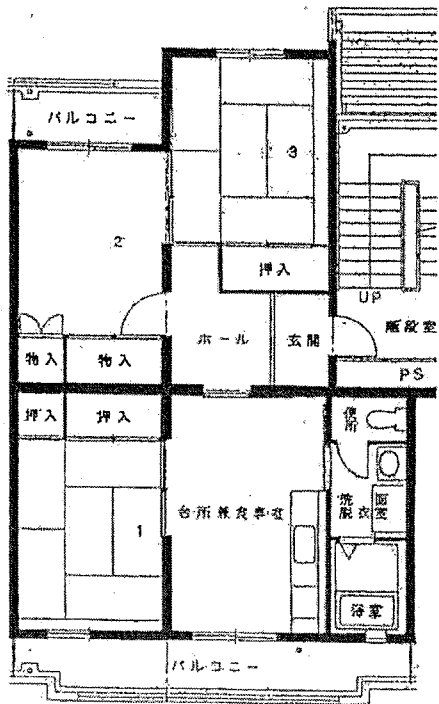 バルコニー
3
2
押入
UP
ホール
玄関
階段室
物入
物入
PS
押入
押入
便所
台所兼食事室
洗面
脱衣室
1
浴室
バルコニー